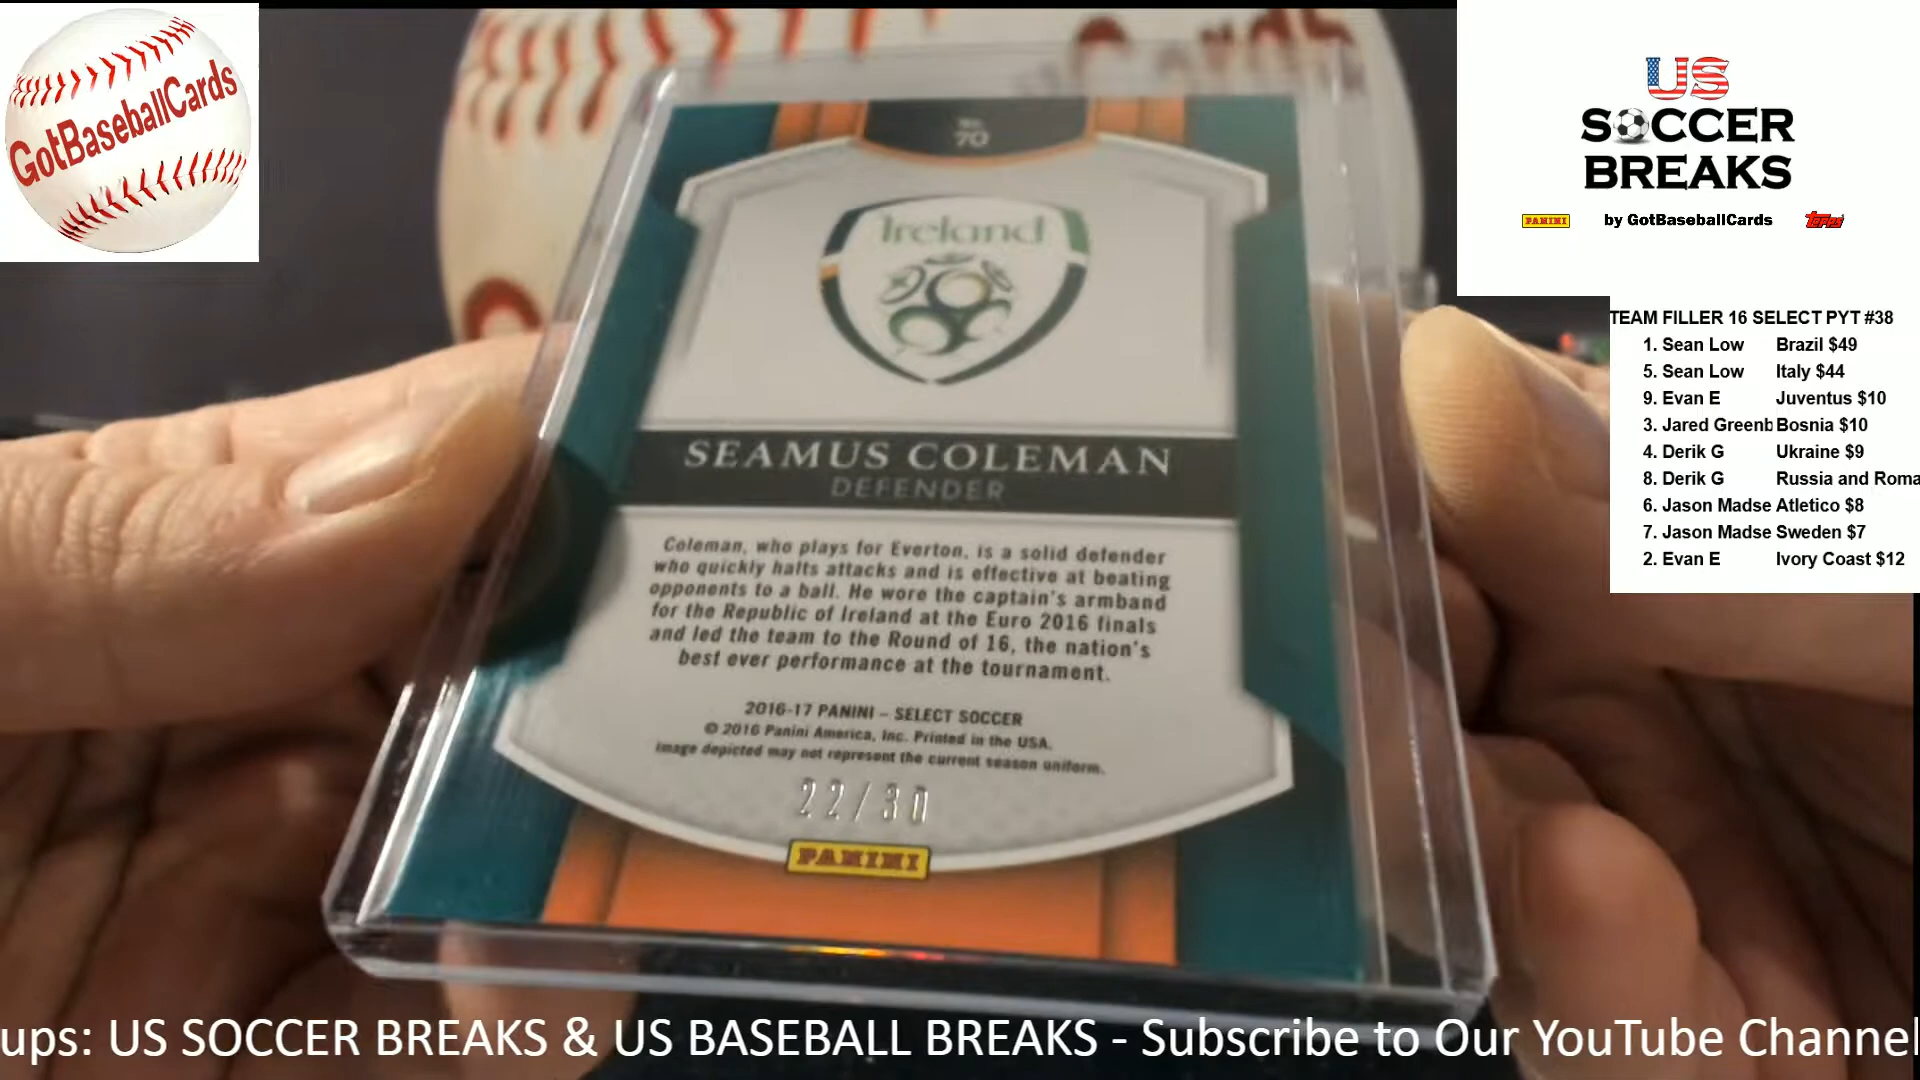 GotBaseballCards
US
SOCCER
BREAKS
PANINI
by GotBaseballCards
Topps
TEAM FILLER 16 SELECT PYT #38
1. Sean Low Brazil $49
5. Sean Low Italy $44
9. Evan E Juventus $10
3. Jared Greenb Bosnia $10
4. Derik G Ukraine $9
8. Derik G Russia and Roma
6. Jason Madse Atletico $8
7. Jason Madse Sweden $7
2. Evan E Ivory Coast $12
70
Ireland
SEAMUS COLEMAN
DEFENDER
Coleman, who plays for Everton, is a solid defender
who quickly halts attacks and is effective at beating
opponents to a ball. He wore the captain's armband
for the Republic of Ireland at the Euro 2016 finals
and led the team to the Round of 16, the nation's
best ever performance at the tournament.
2016-17 PANINI – SELECT SOCCER
© 2016 Panini America, Inc. Printed in the USA.
Image depicted may not represent the current season uniform.
22/30
PANINI
ups: US SOCCER BREAKS & US BASEBALL BREAKS - Subscribe to Our YouTube Channel